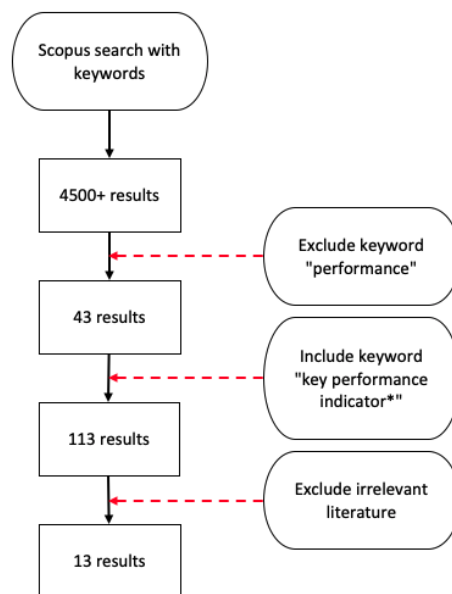 Scopus search with
keywords
4500+ results
Exclude keyword
"performance"
43 results
Include keyword
"key performance
indicator*"
113 results
Exclude irrelevant
literature
13 results